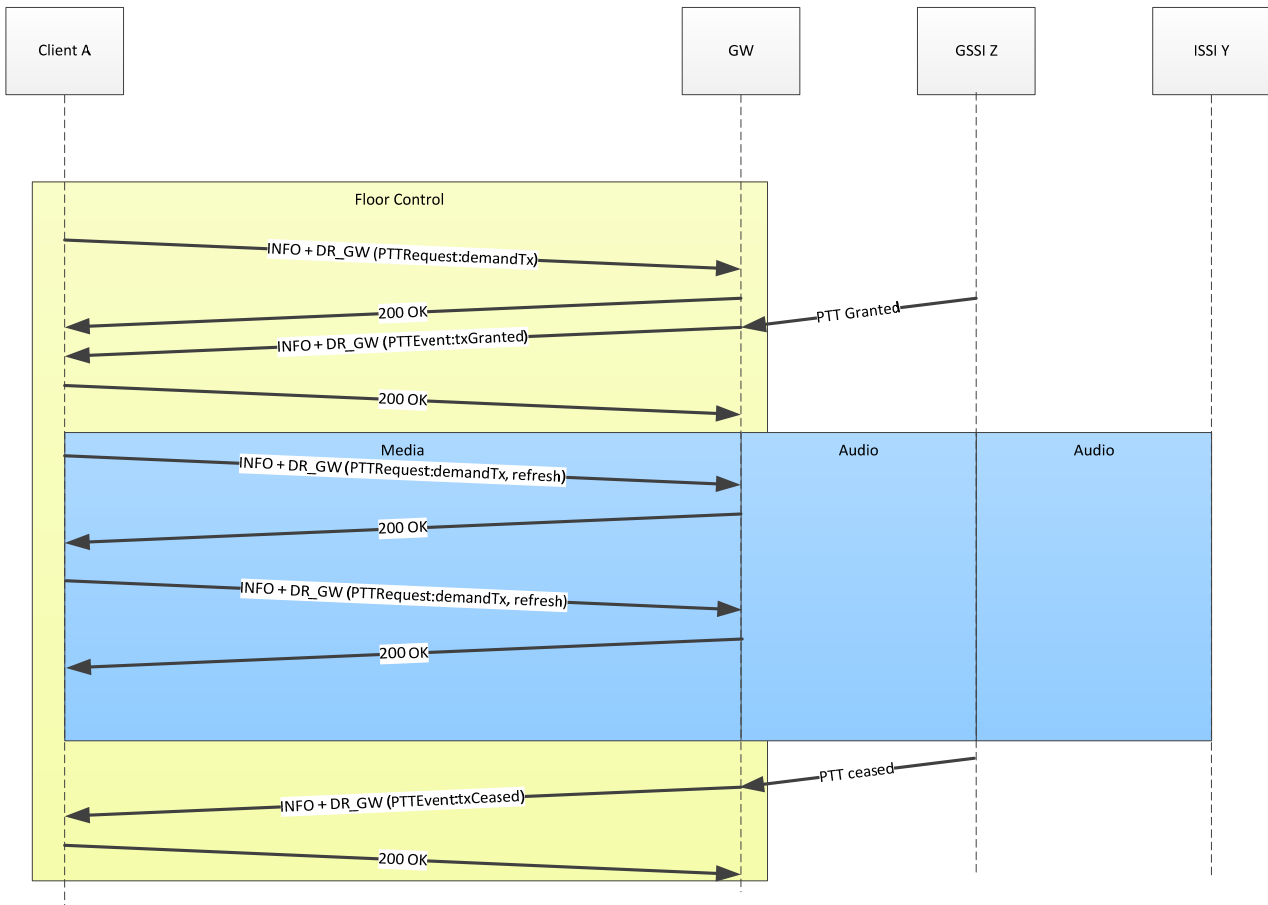 Client A
GW
GSSI Z
ISSI Y
Floor Control
INFO + DR_GW (PTTRequest:demandTx)
200 OK
PTT Granted
INFO + DR_GW (PTTEvent:txGranted)
200 OK
Media
Audio
Audio
INFO + DR_GW (PTTRequest:demandTx, refresh)
200 OK
INFO + DR_GW (PTTRequest:demandTx, refresh)
200 OK
PTT ceased
INFO + DR_GW (PTTEvent:txCeased)
200 OK